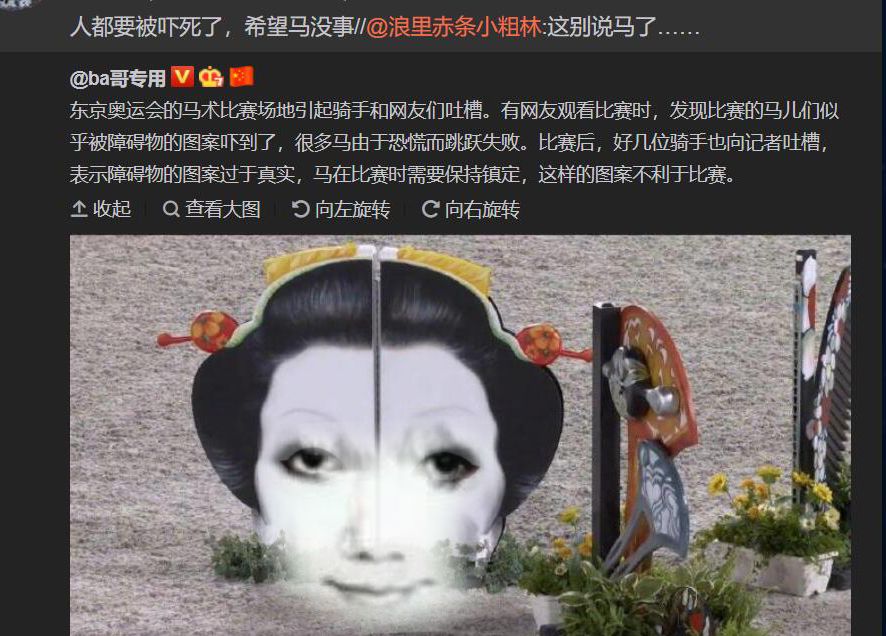 人都要被吓死了，希望马没事//@浪里赤条小粗林:这别说马了……
@ba哥专用
东京奥运会的马术比赛场地引起骑手和网友们吐槽。有网友观看比赛时，发现比赛的马儿们似
乎被障碍物的图案吓到了，很多马由于恐慌而跳跃失败。比赛后，好几位骑手也向记者吐槽，
表示障碍物的图案过于真实，马在比赛时需要保持镇定，这样的图案不利于比赛。
收起 查看大图 向左旋转 向右旋转